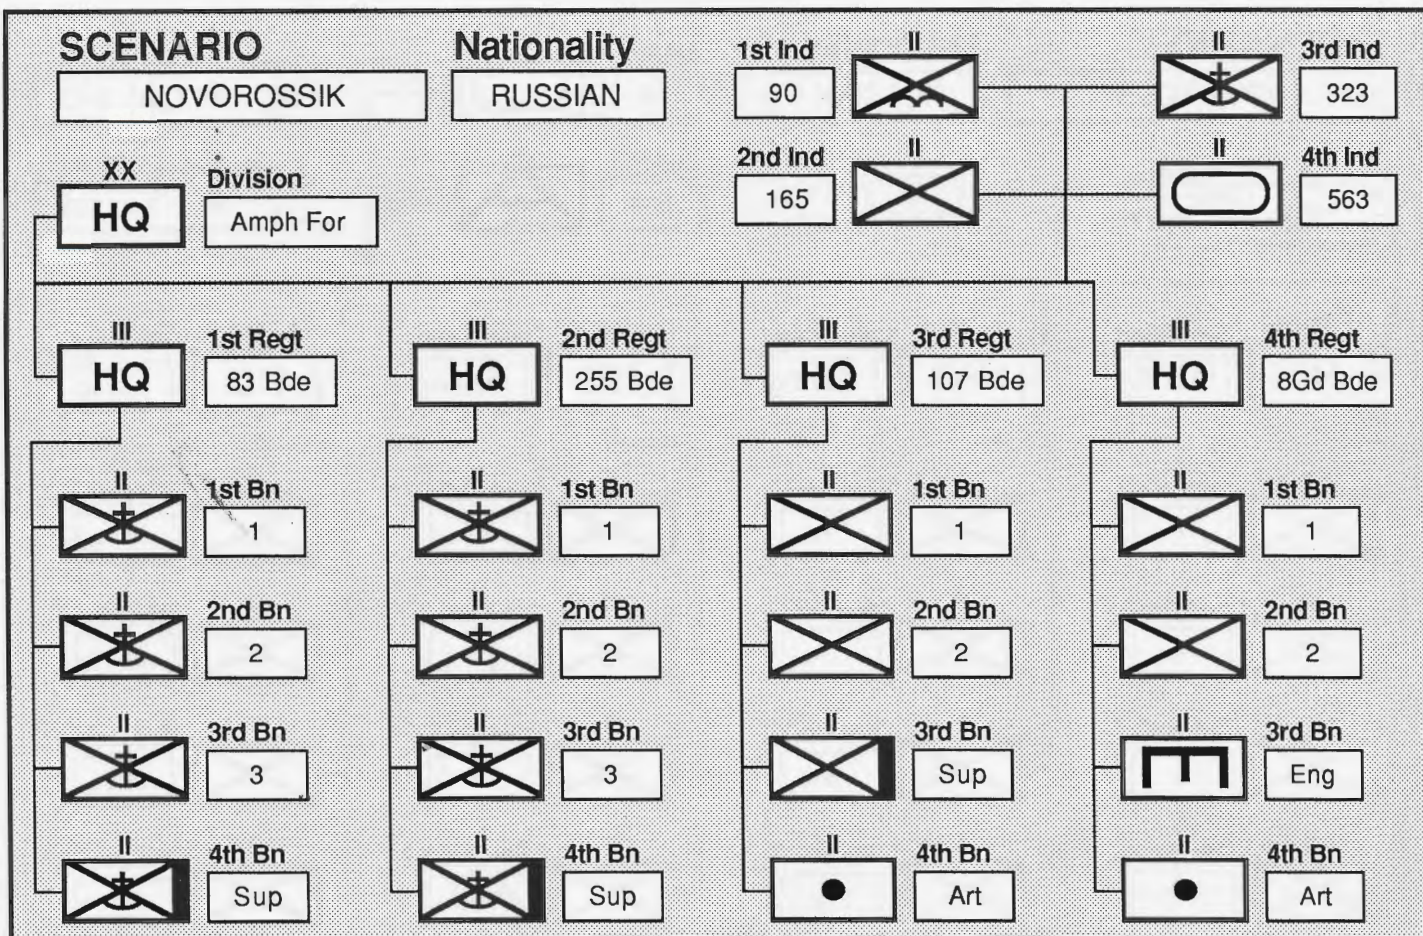 SCENARIO
Nationality
NOVOROSSIK
RUSSIAN
1st Ind
II
90
II
3rd Ind
323
2nd Ind
II
165
II
4th Ind
563
XX
Division
HQ
Amph For
III
1st Regt
HQ
83 Bde
III
2nd Regt
HQ
255 Bde
III
3rd Regt
HQ
107 Bde
III
4th Regt
HQ
8Gd Bde
II
1st Bn
1
II
1st Bn
1
II
1st Bn
1
II
1st Bn
1
II
2nd Bn
2
II
2nd Bn
2
II
2nd Bn
2
II
2nd Bn
2
II
3rd Bn
3
II
3rd Bn
3
II
3rd Bn
Sup
II
3rd Bn
Eng
II
4th Bn
Sup
II
4th Bn
Sup
II
4th Bn
Art
II
4th Bn
Art